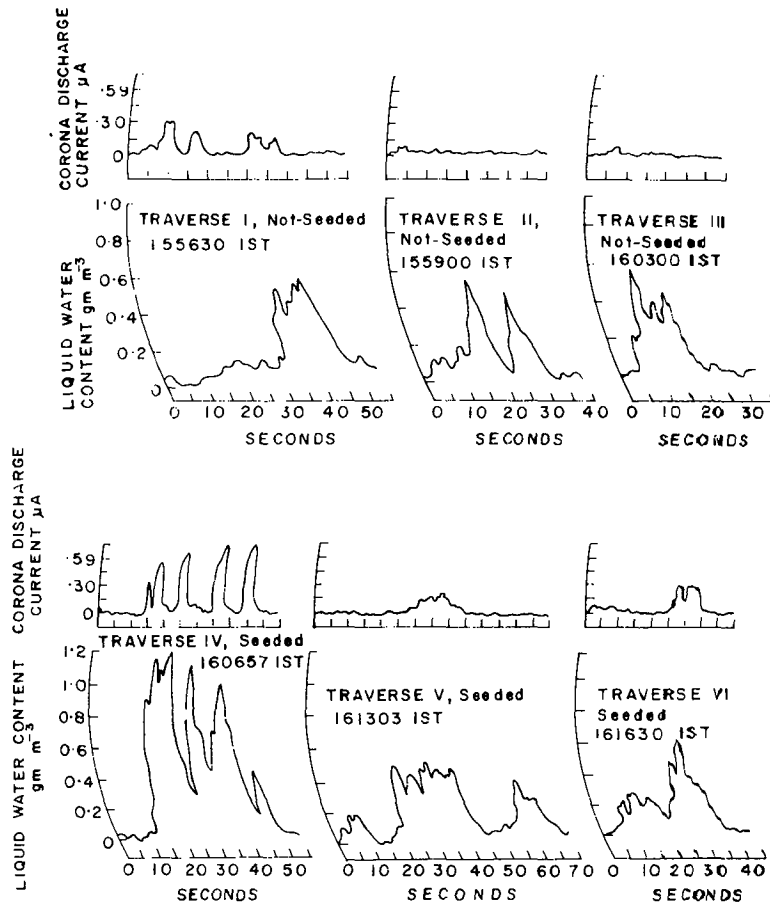 CORONA DISCHARGE
CURRENT μA
.59
.30
0
LIQUID WATER
CONTENT gm m⁻³
1.0
0.8
0.6
0.4
0.2
0
TRAVERSE I, Not-Seeded
155630 IST
TRAVERSE II,
Not-Seeded
155900 IST
TRAVERSE III
Not-Seeded
160300 IST
0 10 20 30 40 50
SECONDS
0 10 20 30 40
SECONDS
0 10 20 30
SECONDS
CORONA DISCHARGE
CURRENT μA
.59
.30
0
LIQUID WATER CONTENT
gm m⁻³
1.2
1.0
0.8
0.6
0.4
0.2
0
TRAVERSE IV, Seeded
160657 IST
TRAVERSE V, Seeded
161303 IST
TRAVERSE VI
Seeded
161630 IST
0 10 20 30 40 50
SECONDS
0 10 20 30 40 50 60 70
SECONDS
0 10 20 30 40
SECONDS